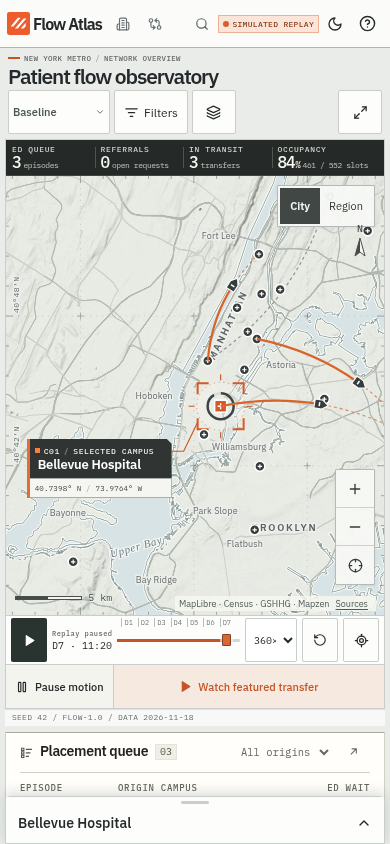 Flow Atlas
SIMULATED REPLAY
NEW YORK METRO / NETWORK OVERVIEW
Patient flow observatory
Baseline
Filters
ED QUEUE
3 episodes
REFERRALS
0 open requests
IN TRANSIT
3 transfers
OCCUPANCY
84% 461 / 552 slots
City
Region
N
Fort Lee
40°48'N
MANHATTAN
Astoria
Hoboken
40°42'N
C01 / SELECTED CAMPUS
Bellevue Hospital
40.7398° N / 73.9764° W
Williamsburg
Bayonne
Park Slope
BROOKLYN
Flatbush
Upper Bay
Bay Ridge
5 km
MapLibre · Census · GSHHG · Mapzen Sources
Replay paused
D7 · 11:20
D1 D2 D3 D4 D5 D6 D7
360×
Pause motion
Watch featured transfer
SEED 42 / FLOW-1.0 / DATA 2026-11-18
Placement queue 03
All origins
EPISODE ORIGIN CAMPUS ED WAIT
Bellevue Hospital